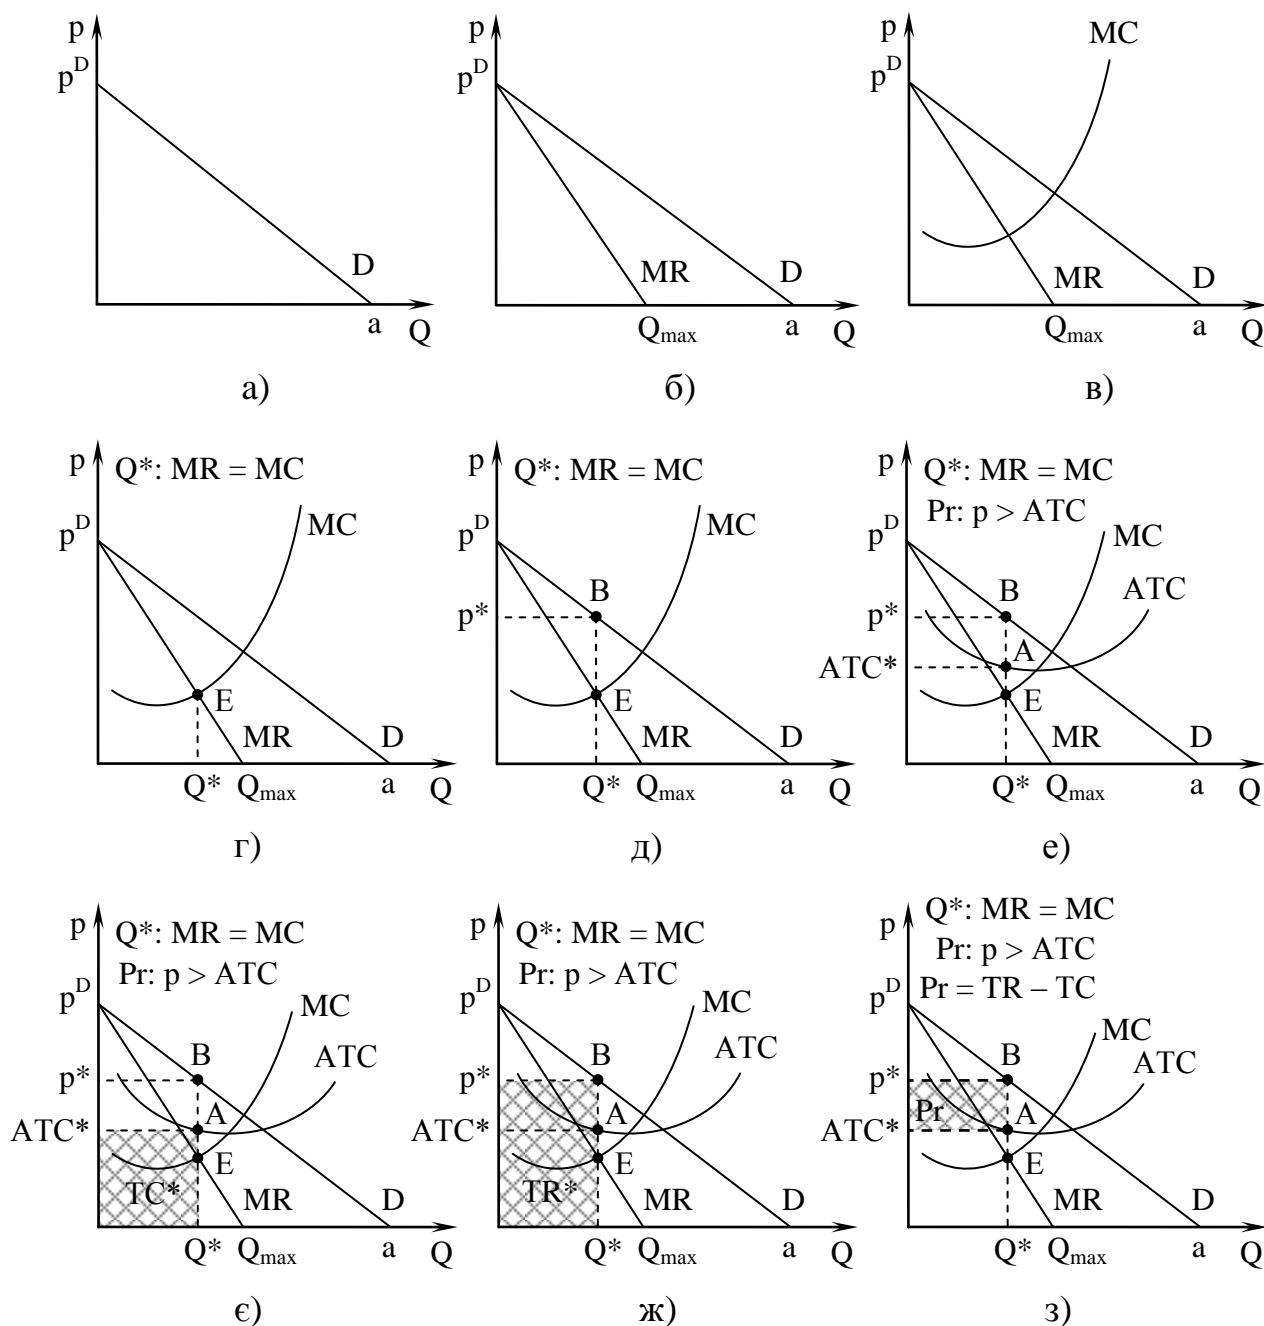 p
p^D
D
a
Q
а)
p
p^D
MR
D
Q_max
a
Q
б)
p
MC
p^D
MR
D
Q_max
a
Q
в)
p
Q*: MR = MC
p^D
MC
E
MR
D
Q*
Q_max
a
Q
г)
p
Q*: MR = MC
p^D
MC
B
p*
E
MR
D
Q*
Q_max
a
Q
д)
p
Q*: MR = MC
Pr: p > ATC
p^D
MC
B
ATC
p*
A
ATC*
E
MR
D
Q*
Q_max
a
Q
е)
p
Q*: MR = MC
Pr: p > ATC
p^D
MC
B
ATC
p*
A
ATC*
E
TC*
MR
D
Q*
Q_max
a
Q
є)
p
Q*: MR = MC
Pr: p > ATC
p^D
MC
B
ATC
p*
A
ATC*
E
TR*
MR
D
Q*
Q_max
a
Q
ж)
Q*: MR = MC
p
Pr: p > ATC
p^D
Pr = TR – TC
MC
B
ATC
p*
Pr
A
ATC*
E
MR
D
Q*
Q_max
a
Q
з)